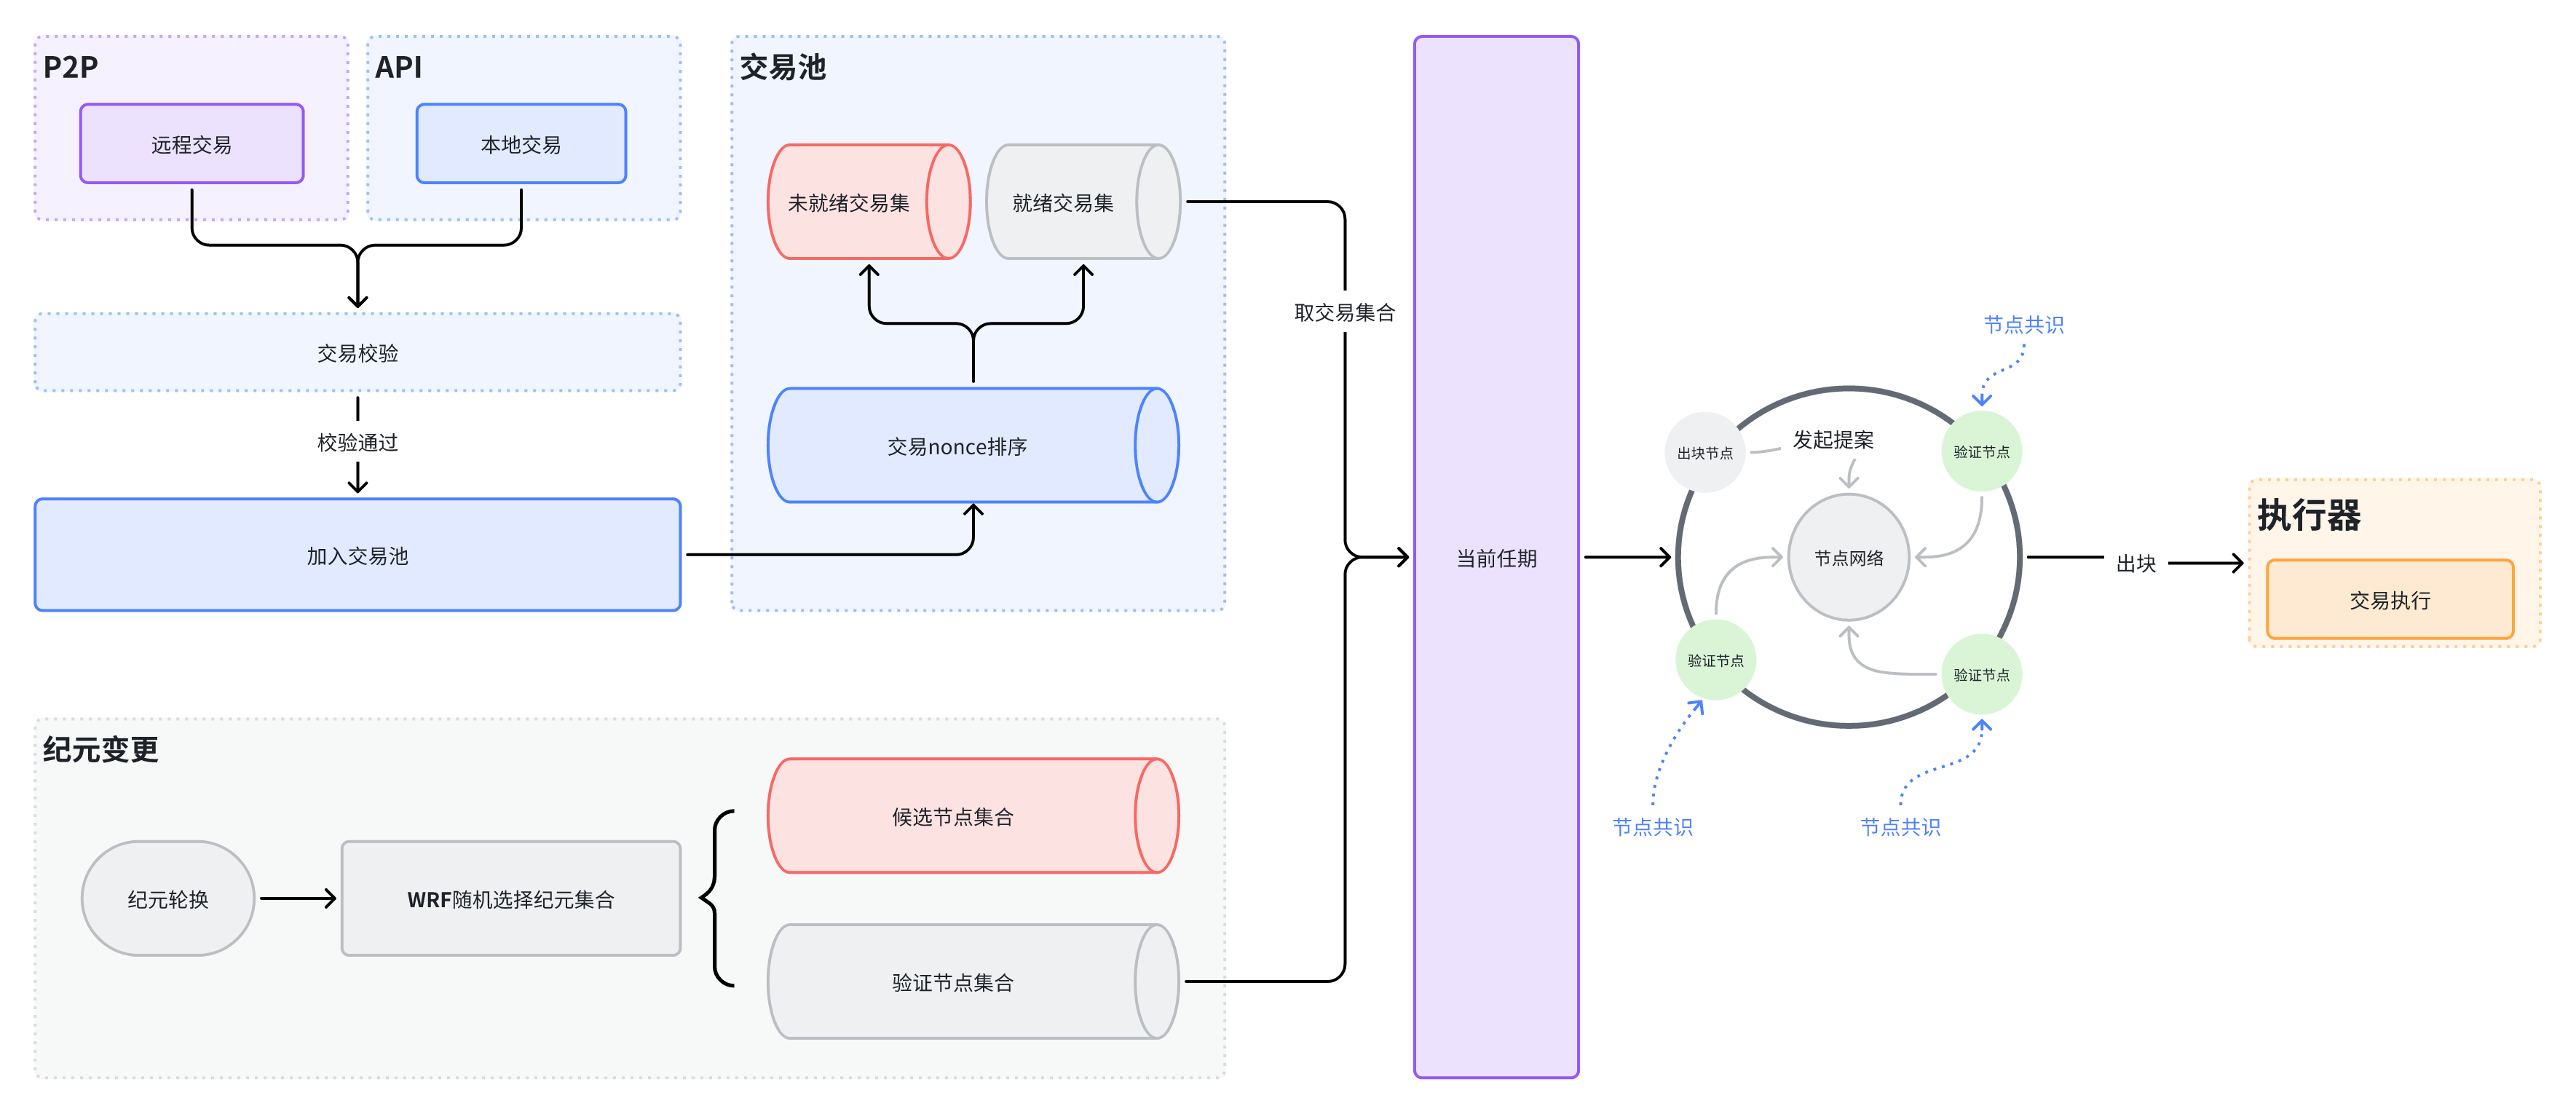 P2P
远程交易
API
本地交易
交易校验
校验通过
加入交易池
交易池
未就绪交易集
就绪交易集
交易nonce排序
取交易集合
纪元变更
纪元轮换
WRF随机选择纪元集合
候选节点集合
验证节点集合
当前任期
节点共识
出块节点
发起提案
验证节点
节点网络
验证节点
验证节点
节点共识
节点共识
出块
执行器
交易执行